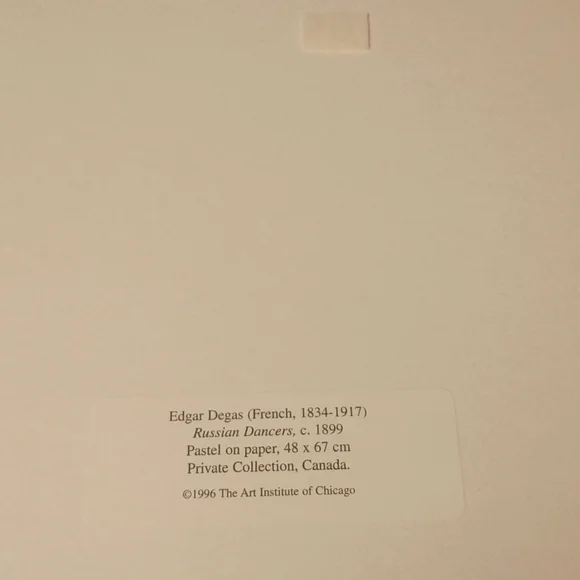 Edgar Degas (French, 1834-1917)
Russian Dancers, c. 1899
Pastel on paper, 48 x 67 cm
Private Collection, Canada.
©1996 The Art Institute of Chicago